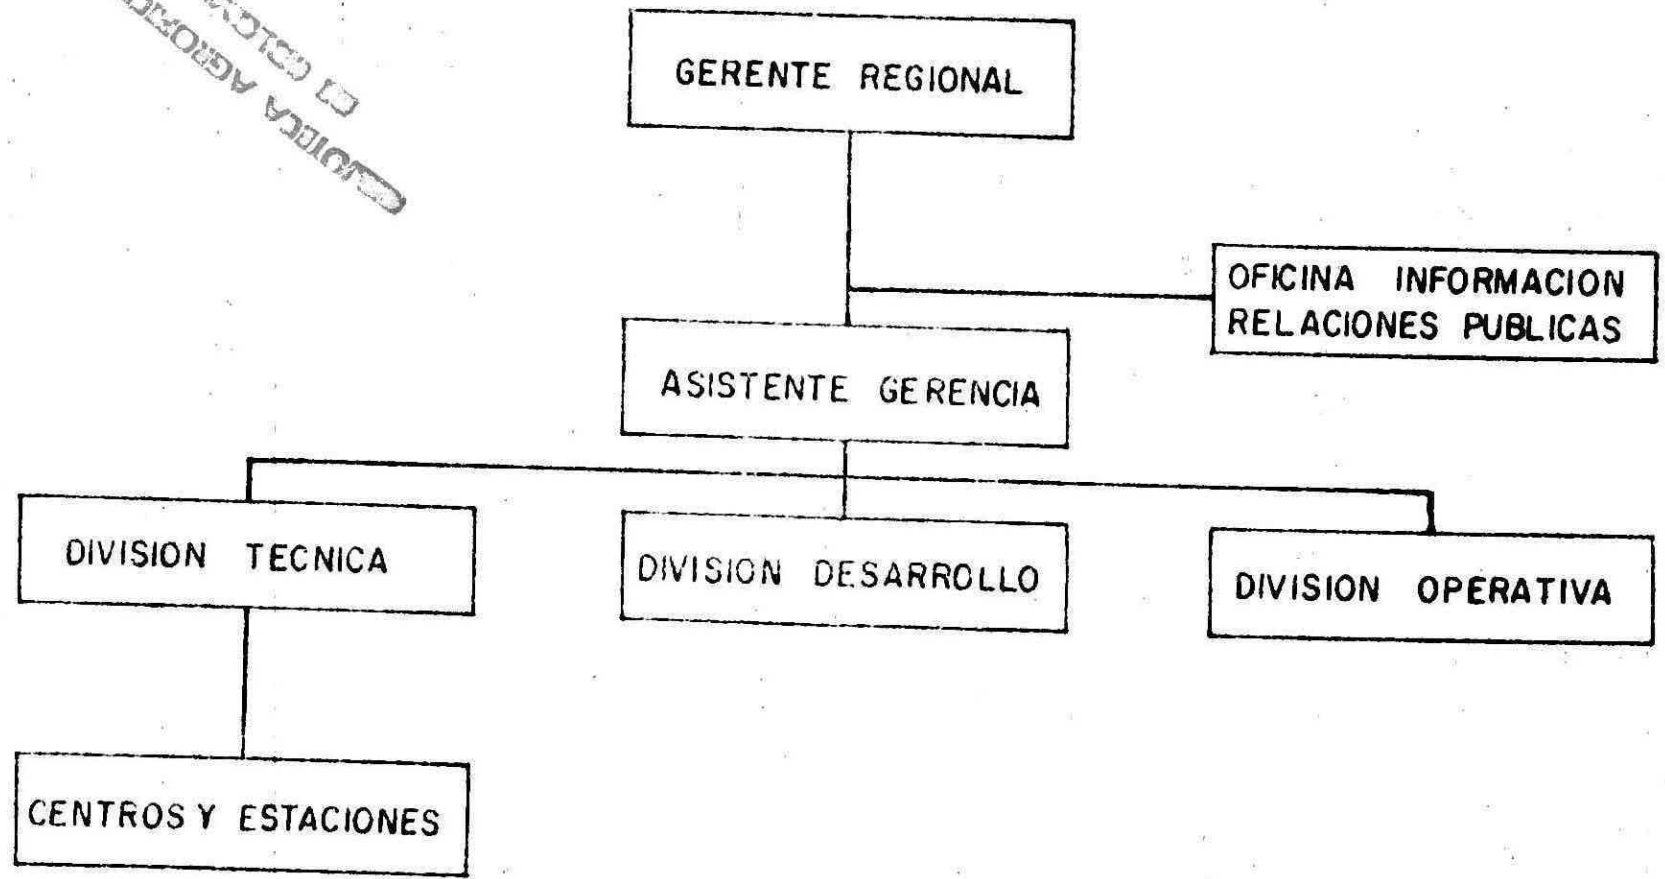 GERENTE REGIONAL
OFICINA INFORMACION
RELACIONES PUBLICAS
ASISTENTE GERENCIA
DIVISION TECNICA
DIVISION DESARROLLO
DIVISION OPERATIVA
CENTROS Y ESTACIONES